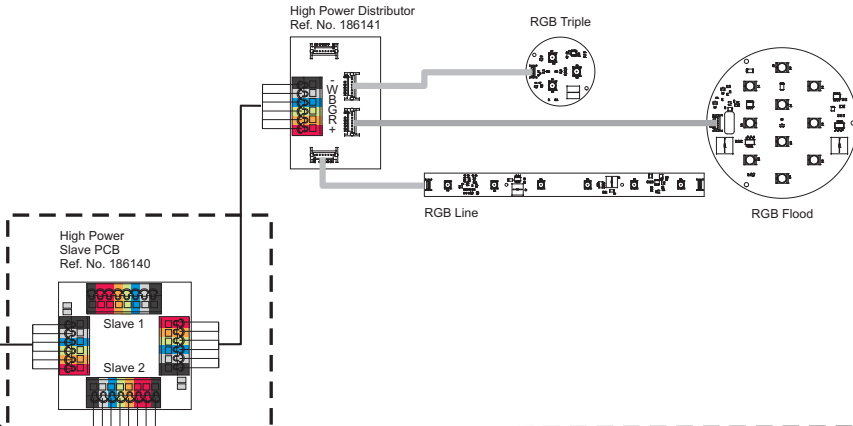 High Power Distributor
Ref. No. 186141
RGB Triple
-
W
B
G
R
+
RGB Line
RGB Flood
High Power
Slave PCB
Ref. No. 186140
Slave 1
Slave 2